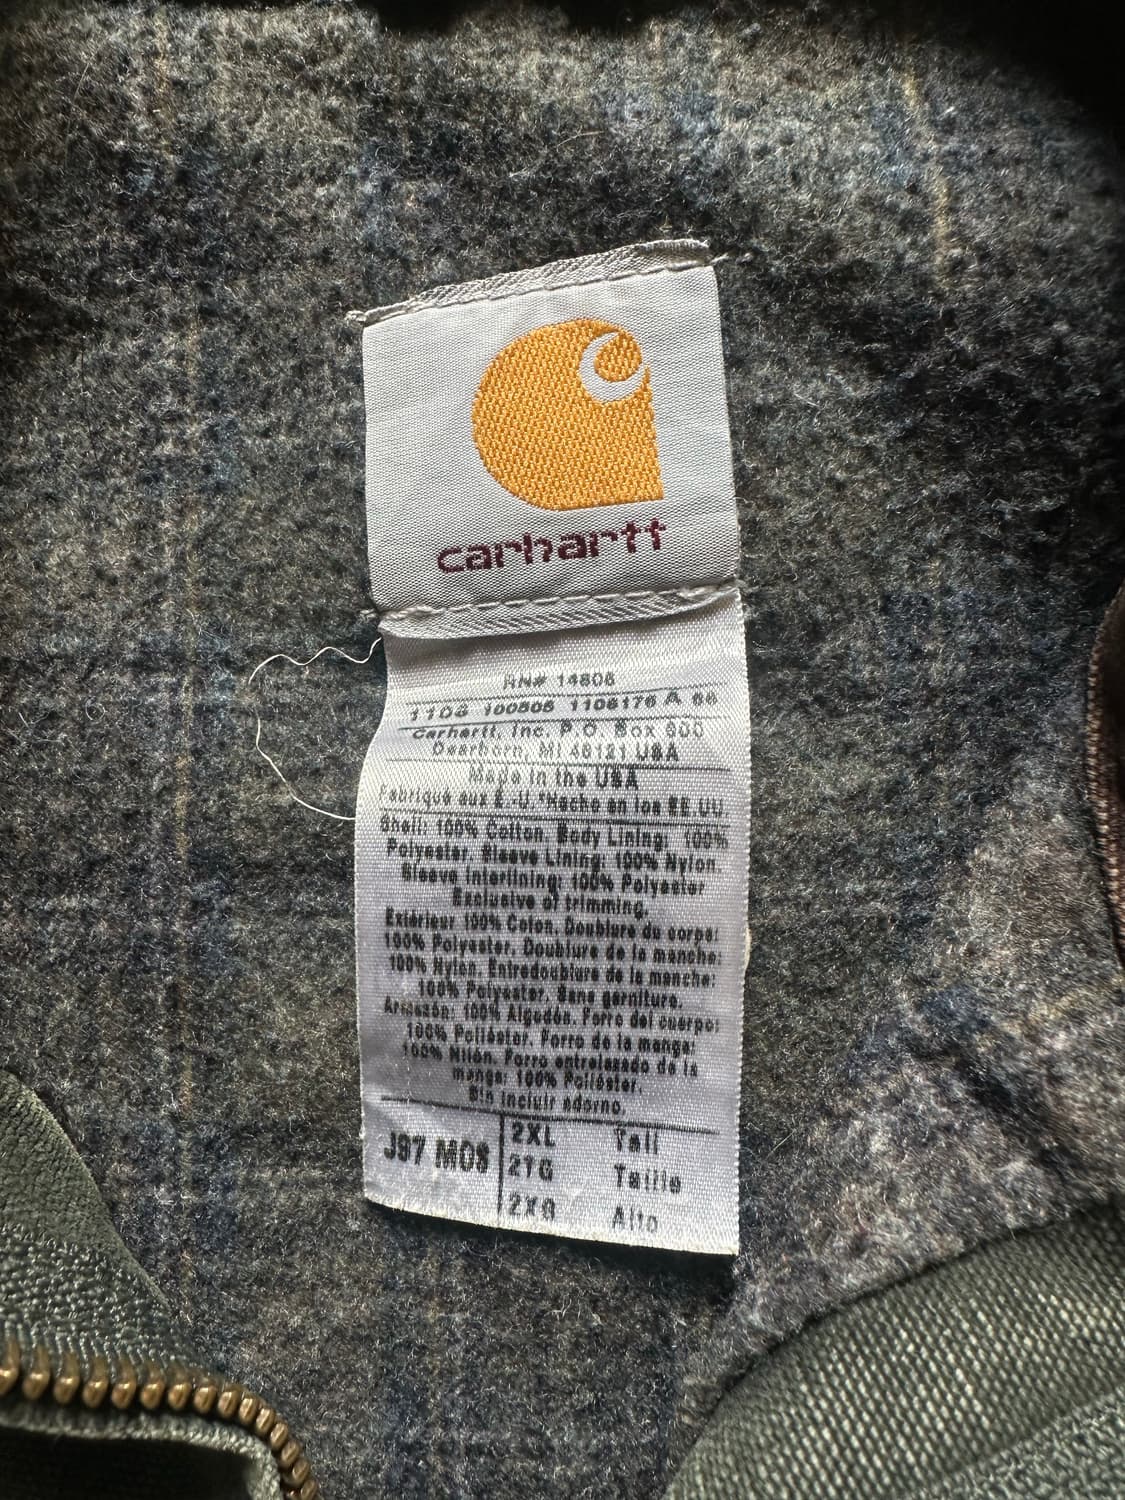 carhartt
RN# 14806
1108 100505 1106176 A 66
Carhartt, Inc. P.O. Box 600
Dearborn, MI 48121 USA
Made in the USA
Fabriqué aux É.-U.*Hecho en los EE.UU
Shell: 100% Cotton. Body Lining: 100%
Polyester. Sleeve Lining: 100% Nylon.
Sleeve Interlining: 100% Polyester
Exclusive of trimming.
Extérieur 100% Coton. Doublure du corps:
100% Polyester. Doublure de la manche:
100% Nylon. Entredoublure de la manche:
100% Polyester. Sans garniture.
Armazón: 100% Algodón. Forro del cuerpo:
100% Poliéster. Forro de la manga:
100% Nilón. Forro entrelazado de la
manga: 100% Poliéster.
Sin incluir adorno.
J97 MOS
2XL Tall
2TG Taille
2XG Alto